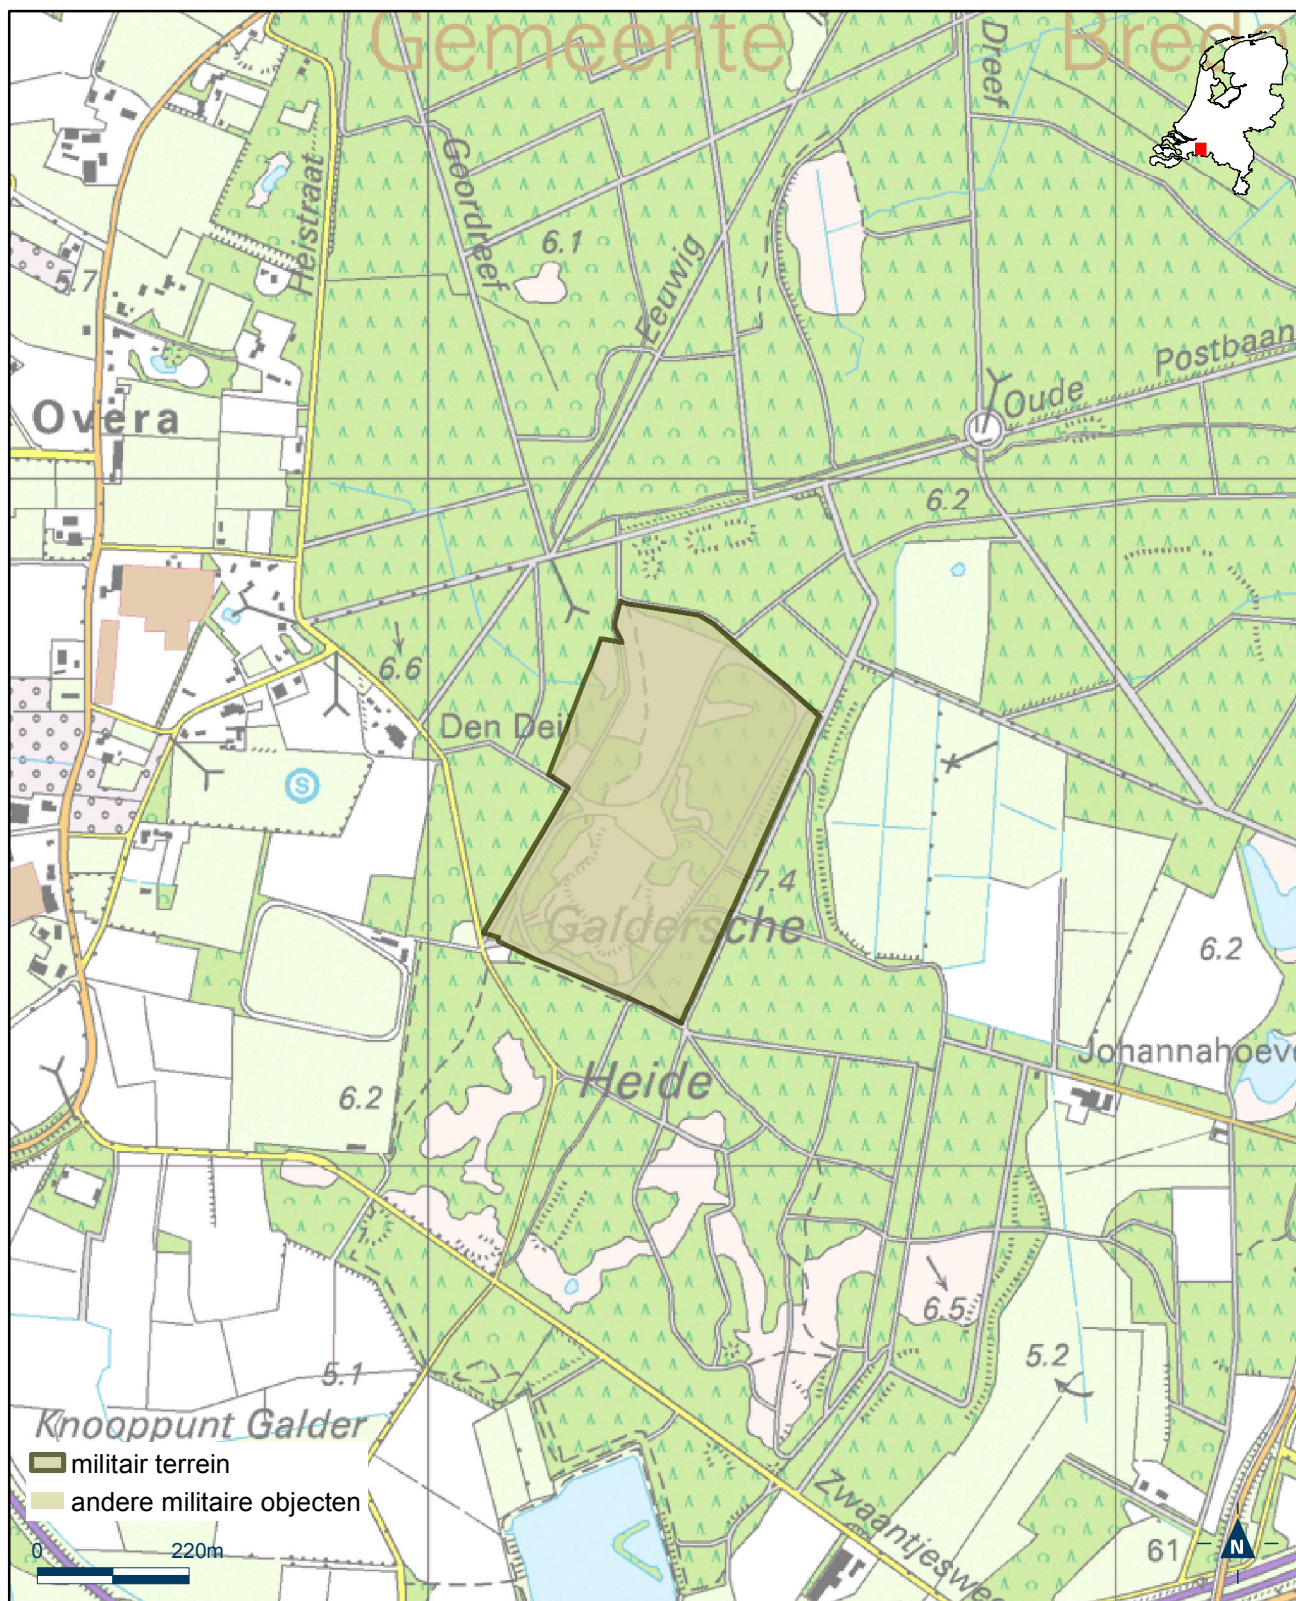 Gemeente
Dreef
Heistraat
Geordreef
6.1
Eeuwig
5.7
Postbaan
Oude
Overa
6.2
6.6
Den Deijl
S
7.4
Galdersche
6.2
Johannahoeve
Heide
6.2
6.5
5.2
5.1
Knooppunt Galder
militair terrein
andere militaire objecten
Zwaantjesweg
61
N
0 220m